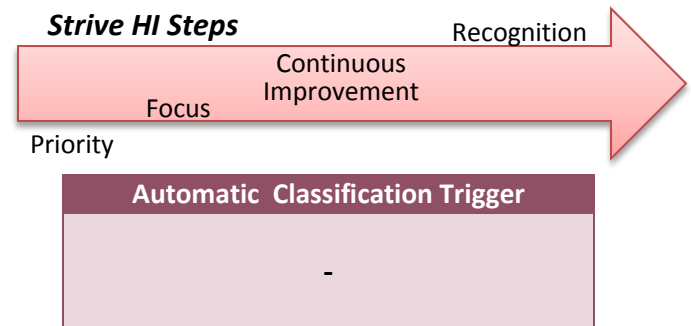 Strive HI Steps
Recognition
Continuous
Improvement
Focus
Priority
Automatic Classification Trigger
-